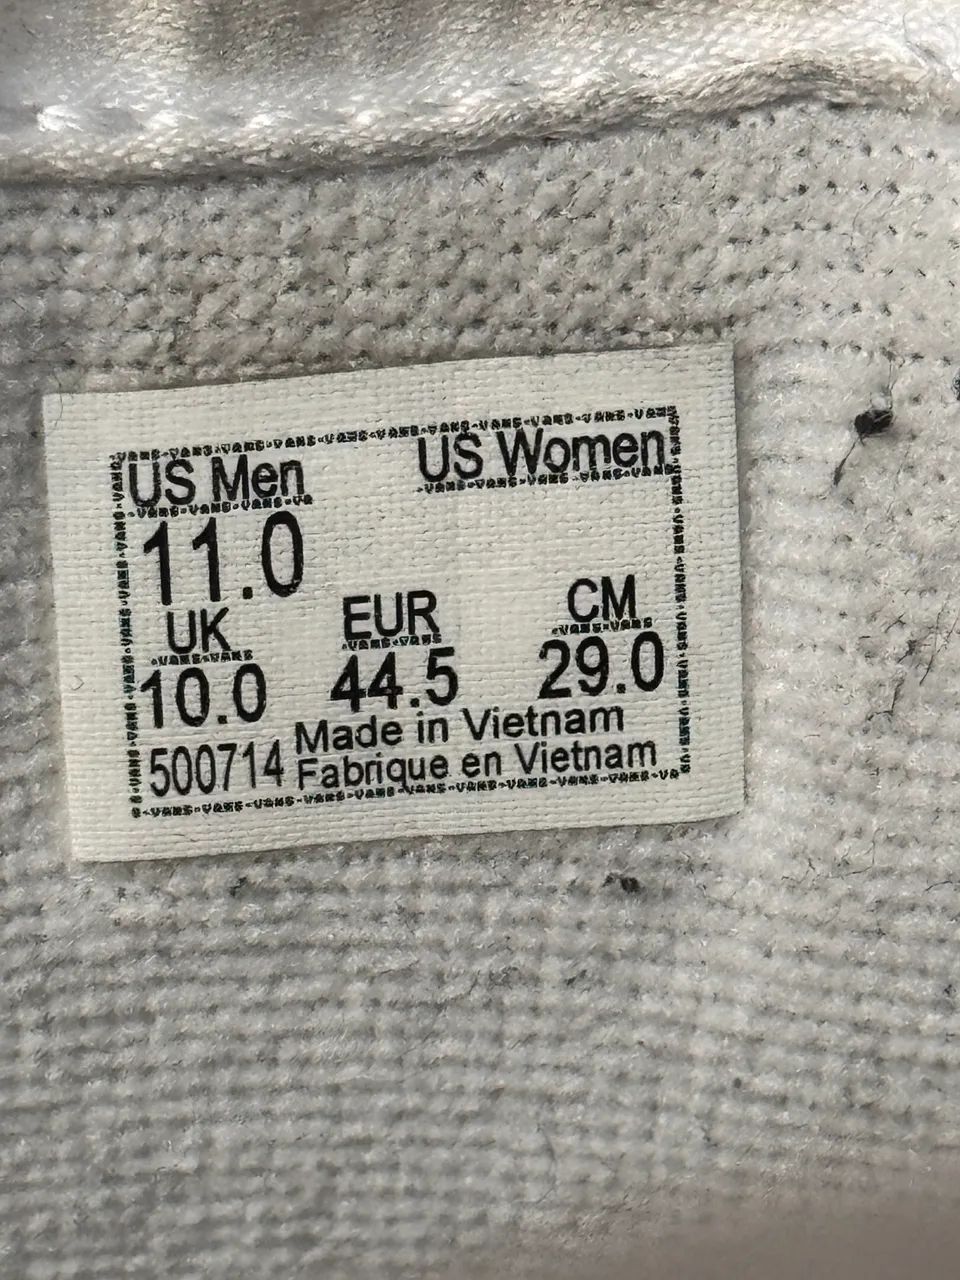 US Men US Women
11.0
UK EUR CM
10.0 44.5 29.0
Made in Vietnam
500714 Fabrique en Vietnam